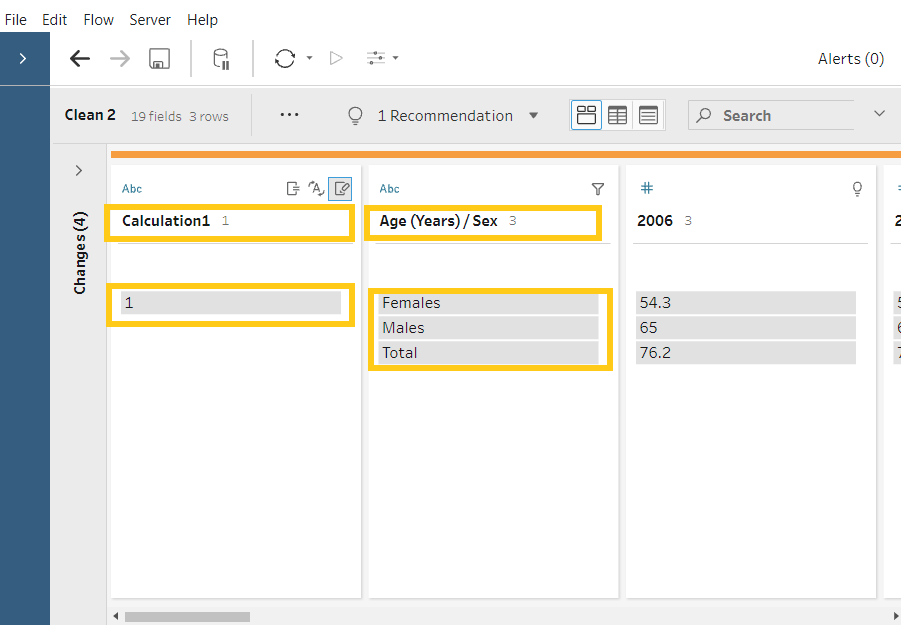 File Edit Flow Server Help
Alerts (0)
Clean 2 19 fields 3 rows ··· 1 Recommendation Search
Changes (4)
Abc
Calculation1 1
1
Abc
Age (Years) / Sex 3
Females
Males
Total
#
2006 3
54.3
65
76.2